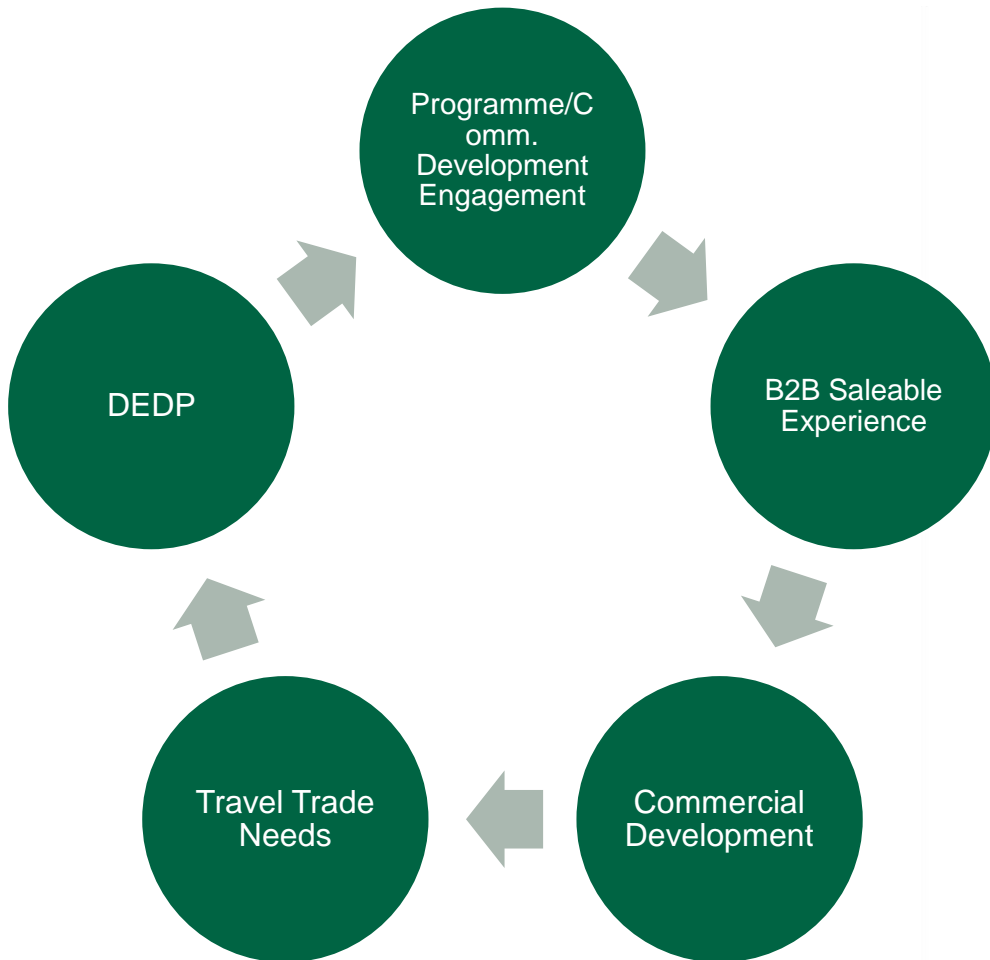 Programme/C
omm.
Development
Engagement
B2B Saleable
Experience
Commercial
Development
Travel Trade
Needs
DEDP